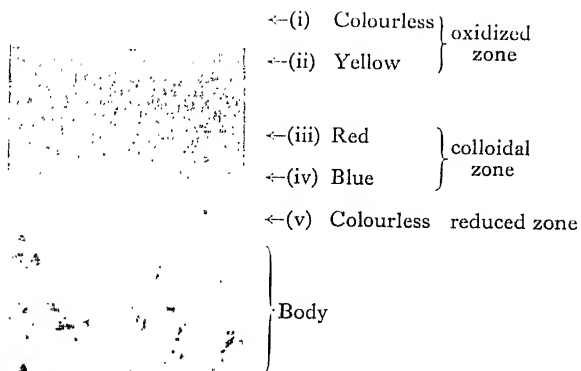 (i) Colourless
(ii) Yellow
oxidized
zone
(iii) Red
(iv) Blue
colloidal
zone
(v) Colourless reduced zone
Body